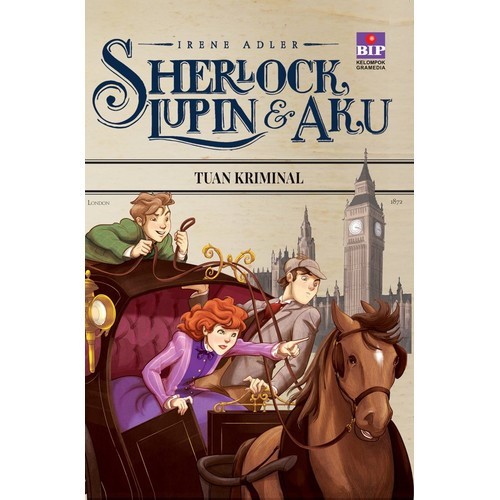 IRENE ADLER
BIP
KELOMPOK
GRAMEDIA
SHERLOCK,
LUPIN & AKU
TUAN KRIMINAL
LONDON
1872